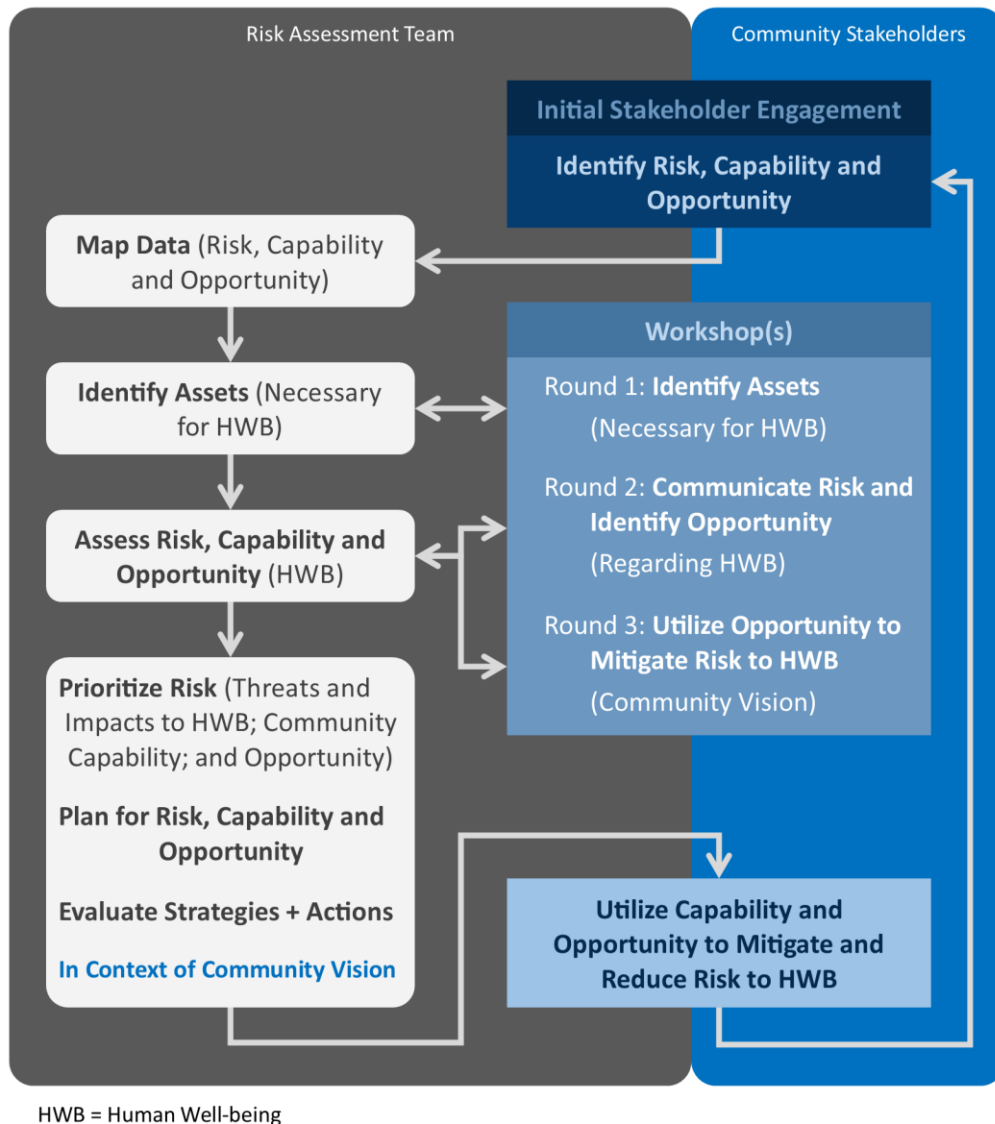 Risk Assessment Team
Community Stakeholders
Initial Stakeholder Engagement
Identify Risk, Capability and
Opportunity
Map Data (Risk, Capability
and Opportunity)
Identify Assets (Necessary
for HWB)
Assess Risk, Capability and
Opportunity (HWB)
Prioritize Risk (Threats and
Impacts to HWB; Community
Capability; and Opportunity)
Plan for Risk, Capability and
Opportunity
Evaluate Strategies + Actions
In Context of Community Vision
Workshop(s)
Round 1: Identify Assets
(Necessary for HWB)
Round 2: Communicate Risk and
Identify Opportunity
(Regarding HWB)
Round 3: Utilize Opportunity to
Mitigate Risk to HWB
(Community Vision)
Utilize Capability and
Opportunity to Mitigate and
Reduce Risk to HWB
HWB = Human Well-being